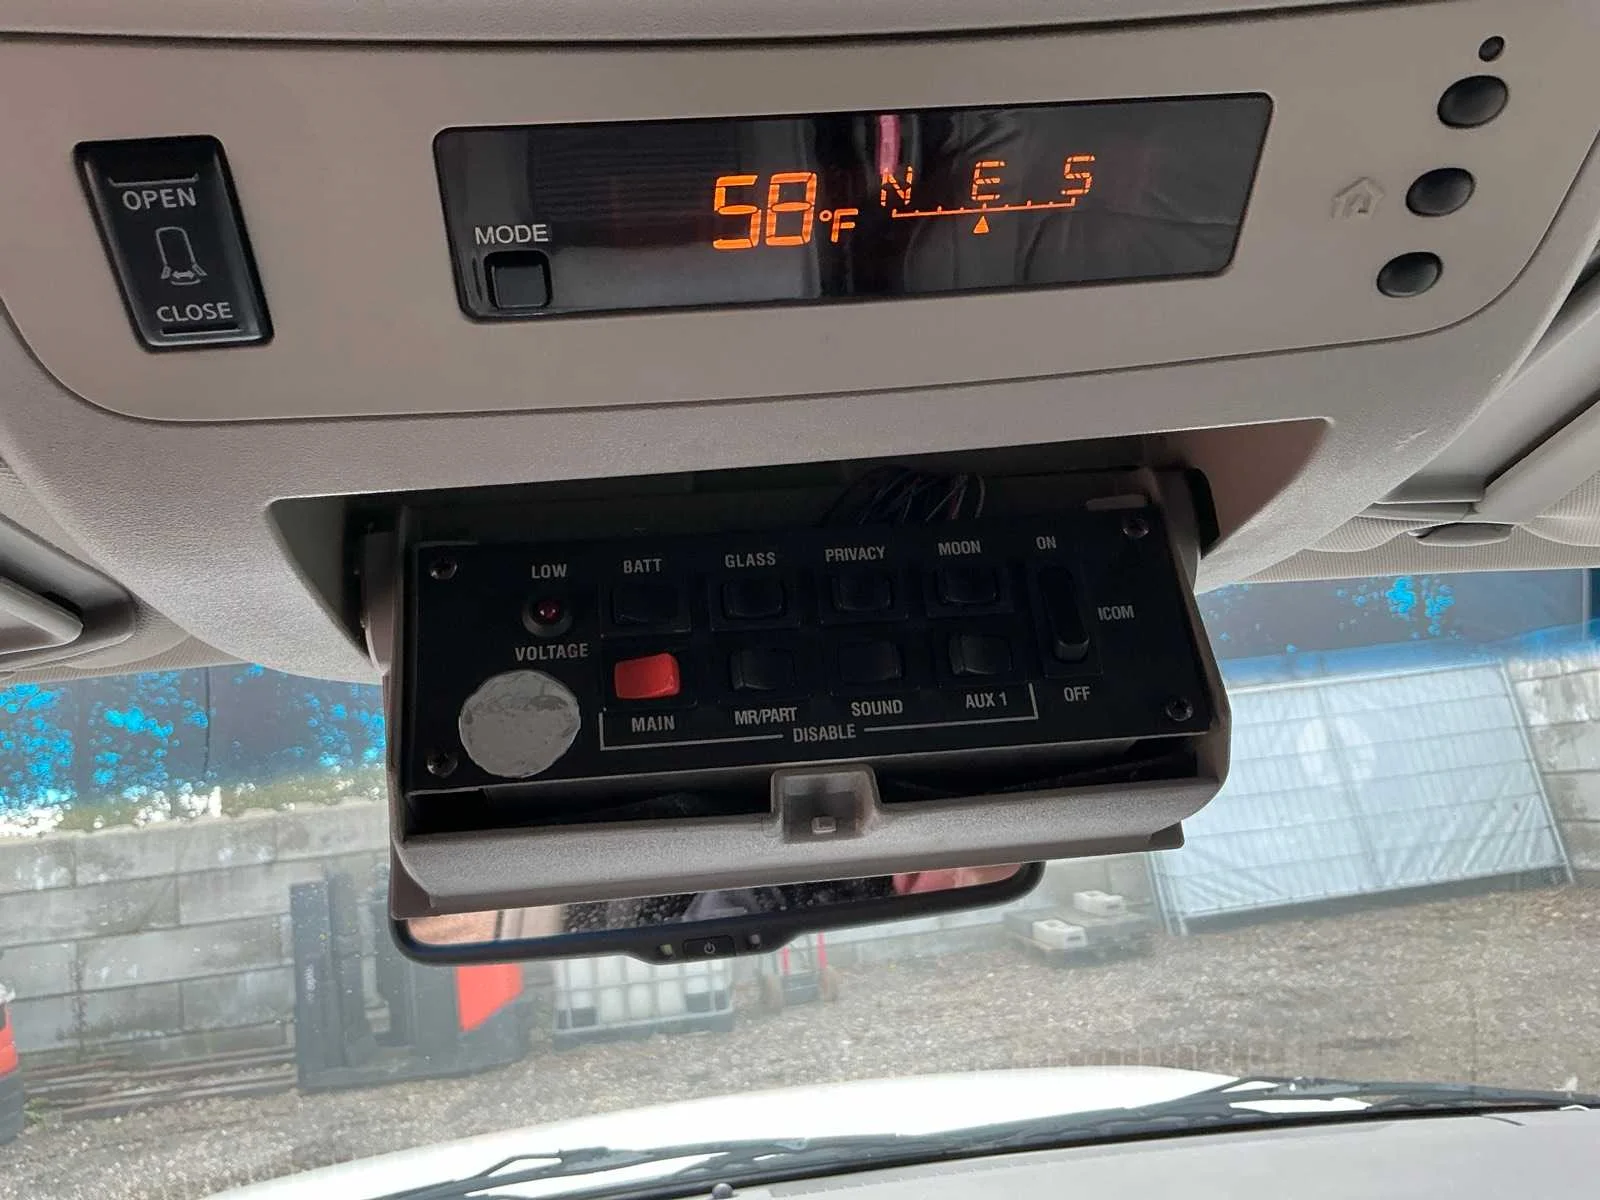 OPEN
CLOSE
MODE
58°F
N E S
LOW
VOLTAGE
BATT
GLASS
PRIVACY
MOON
ON
ICOM
OFF
MAIN
MR/PART
SOUND
AUX 1
DISABLE